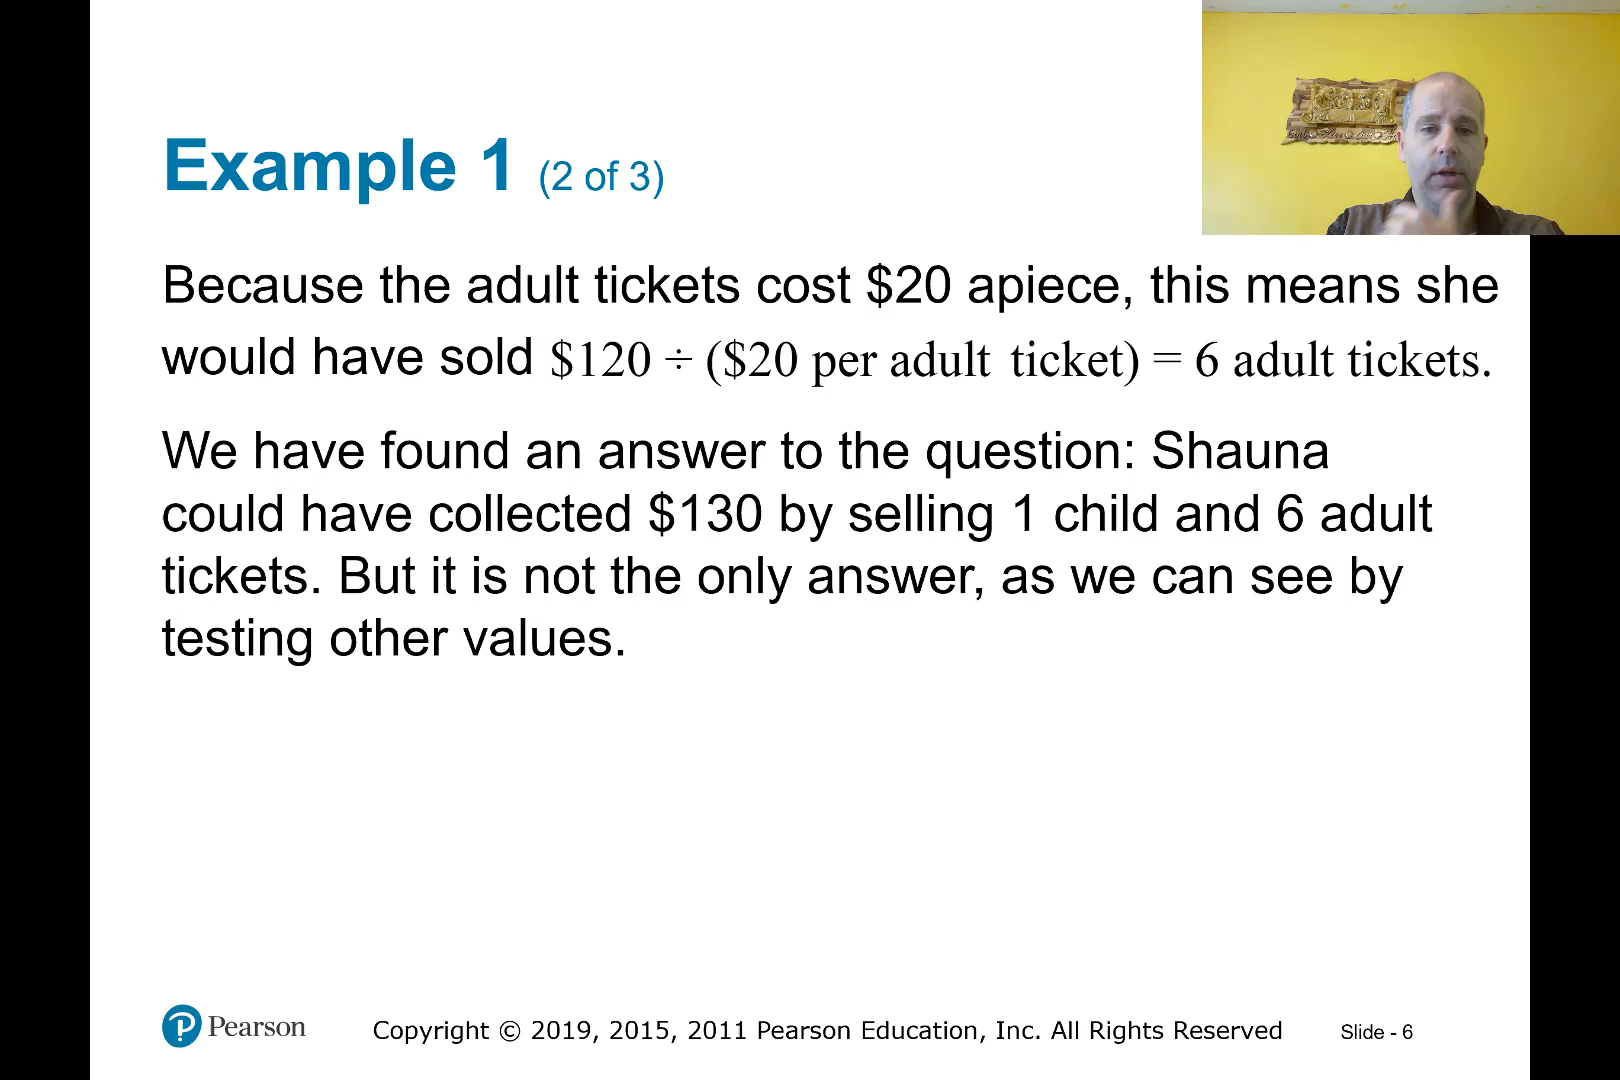 Example 1 (2 of 3)
Because the adult tickets cost $20 apiece, this means she
would have sold $120 ÷ ($20 per adult ticket) = 6 adult tickets.
We have found an answer to the question: Shauna
could have collected $130 by selling 1 child and 6 adult
tickets. But it is not the only answer, as we can see by
testing other values.
Pearson
Copyright © 2019, 2015, 2011 Pearson Education, Inc. All Rights Reserved
Slide - 6